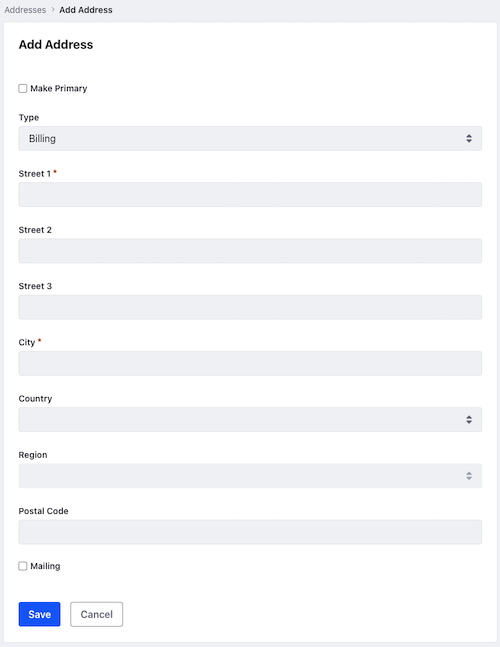 Addresses › Add Address
Add Address
Make Primary
Type
Billing
Street 1 *
Street 2
Street 3
City *
Country
Region
Postal Code
Mailing
Save Cancel